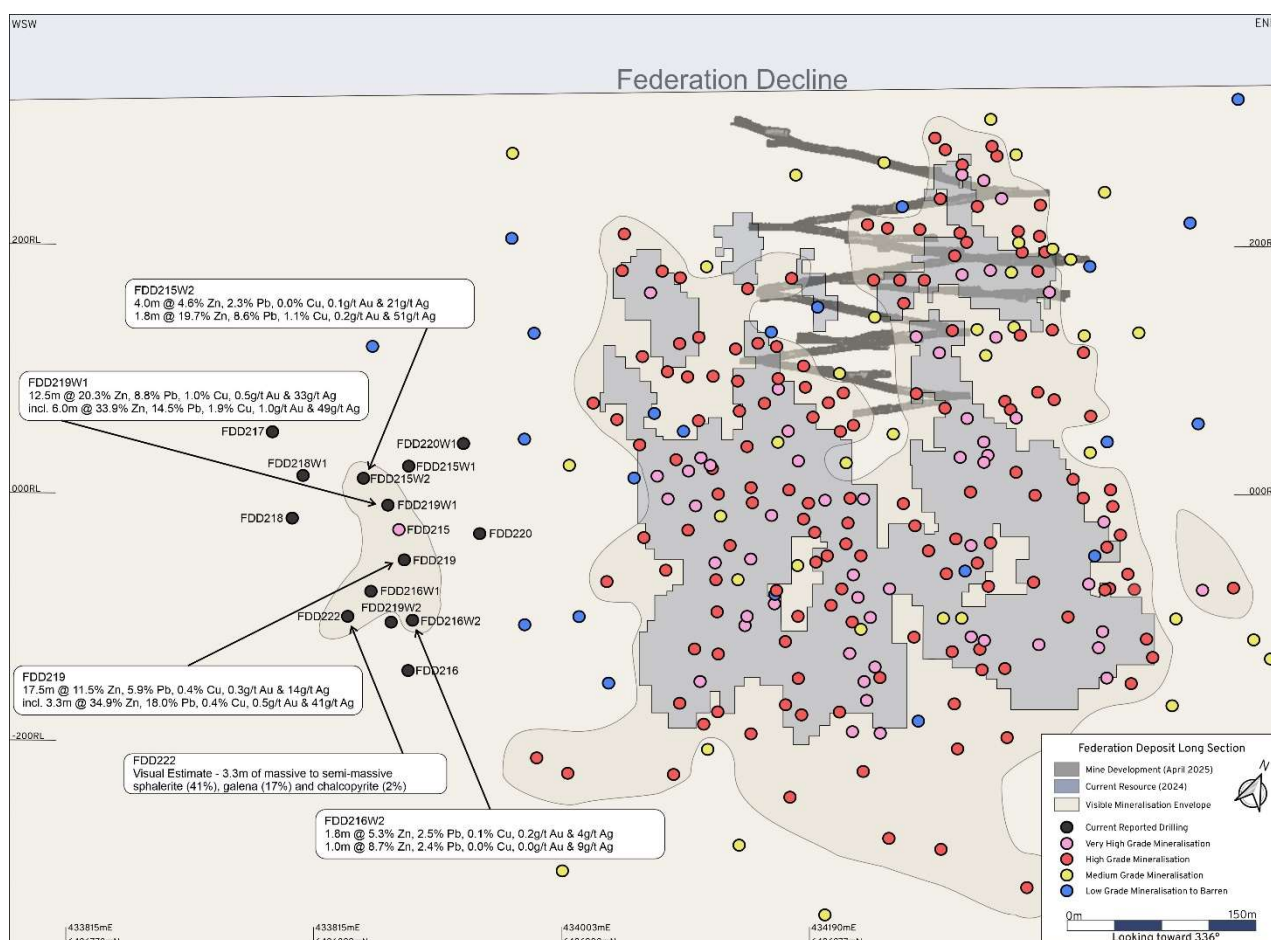 WSW
Federation Decline
200RL
200R
FDD215W2
4.0m @ 4.6% Zn, 2.3% Pb, 0.0% Cu, 0.1g/t Au & 21g/t Ag
1.8m @ 19.7% Zn, 8.6% Pb, 1.1% Cu, 0.2g/t Au & 51g/t Ag
FDD219W1
12.5m @ 20.3% Zn, 8.8% Pb, 1.0% Cu, 0.5g/t Au & 33g/t Ag
incl. 6.0m @ 33.9% Zn, 14.5% Pb, 1.9% Cu, 1.0g/t Au & 49g/t Ag
FDD217
FDD220W1
FDD218W1
FDD215W1
FDD215W2
000RL
000R
FDD219W1
FDD218
FDD215
FDD220
FDD219
FDD216W1
FDD219W2
FDD222
FDD216W2
FDD216
FDD219
17.5m @ 11.5% Zn, 5.9% Pb, 0.4% Cu, 0.3g/t Au & 14g/t Ag
incl. 3.3m @ 34.9% Zn, 18.0% Pb, 0.4% Cu, 0.5g/t Au & 41g/t Ag
-200RL
FDD222
Visual Estimate - 3.3m of massive to semi-massive
sphalerite (41%), galena (17%) and chalcopyrite (2%)
FDD216W2
1.8m @ 5.3% Zn, 2.5% Pb, 0.1% Cu, 0.2g/t Au & 4g/t Ag
1.0m @ 8.7% Zn, 2.4% Pb, 0.0% Cu, 0.0g/t Au & 9g/t Ag
Federation Deposit Long Section
Mine Development (April 2025)
Current Resource (2024)
Visible Mineralisation Envelope
N
Current Reported Drilling
Very High Grade Mineralisation
High Grade Mineralisation
Medium Grade Mineralisation
Low Grade Mineralisation to Barren
0m
150m
Looking toward 336°
433815mE
433815mE
434003mE
434190mE